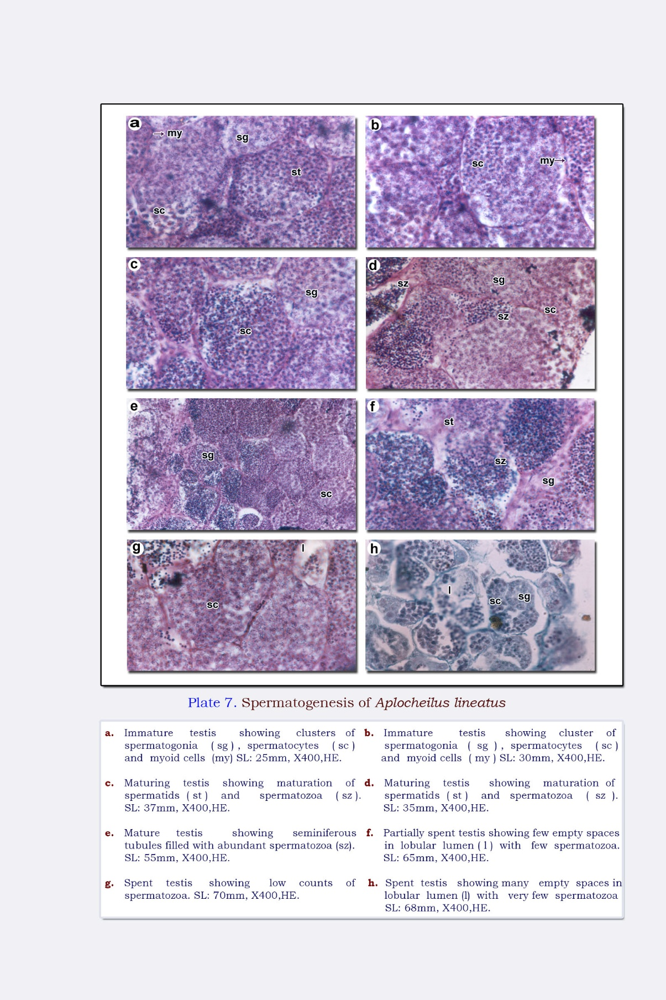 a
my
sg
st
sc
b
sc
my
c
sg
sc
d
sz
sg
sz
sc
e
sg
sc
f
st
sz
sg
g
l
sc
h
l
sc
sg
Plate 7. Spermatogenesis of Aplocheilus lineatus
a. Immature testis showing clusters of
spermatogonia ( sg ) , spermatocytes ( sc )
and myoid cells (my) SL: 25mm, X400,HE.
b. Immature testis showing cluster of
spermatogonia ( sg ) , spermatocytes ( sc )
and myoid cells ( my ) SL: 30mm, X400,HE.
c. Maturing testis showing maturation of
spermatids ( st ) and spermatozoa ( sz ).
SL: 37mm, X400,HE.
d. Maturing testis showing maturation of
spermatids ( st ) and spermatozoa ( sz ).
SL: 35mm, X400,HE.
e. Mature testis showing seminiferous
tubules filled with abundant spermatozoa (sz).
SL: 55mm, X400,HE.
f. Partially spent testis showing few empty spaces
in lobular lumen ( l ) with few spermatozoa.
SL: 65mm, X400,HE.
g. Spent testis showing low counts of
spermatozoa. SL: 70mm, X400,HE.
h. Spent testis showing many empty spaces in
lobular lumen (l) with very few spermatozoa
SL: 68mm, X400,HE.